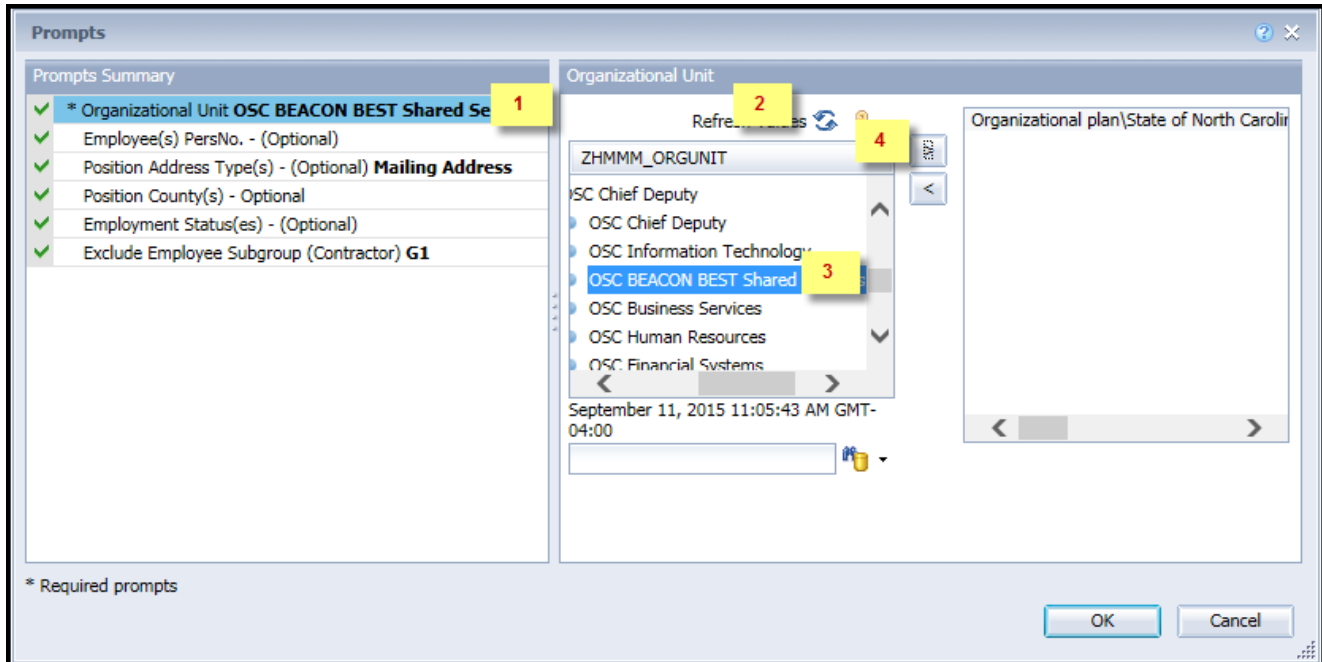 Prompts
Prompts Summary
* Organizational Unit OSC BEACON BEST Shared Se
1
Employee(s) PersNo. - (Optional)
Position Address Type(s) - (Optional) Mailing Address
Position County(s) - Optional
Employment Status(es) - (Optional)
Exclude Employee Subgroup (Contractor) G1
* Required prompts
Organizational Unit
2
Refresh Values
4
ZHMMM_ORGUNIT
>
<
OSC Chief Deputy
OSC Chief Deputy
OSC Information Technology
OSC BEACON BEST Shared
3
OSC Business Services
OSC Human Resources
OSC Financial Systems
September 11, 2015 11:05:43 AM GMT-
04:00
Organizational plan\State of North Carolin
OK
Cancel